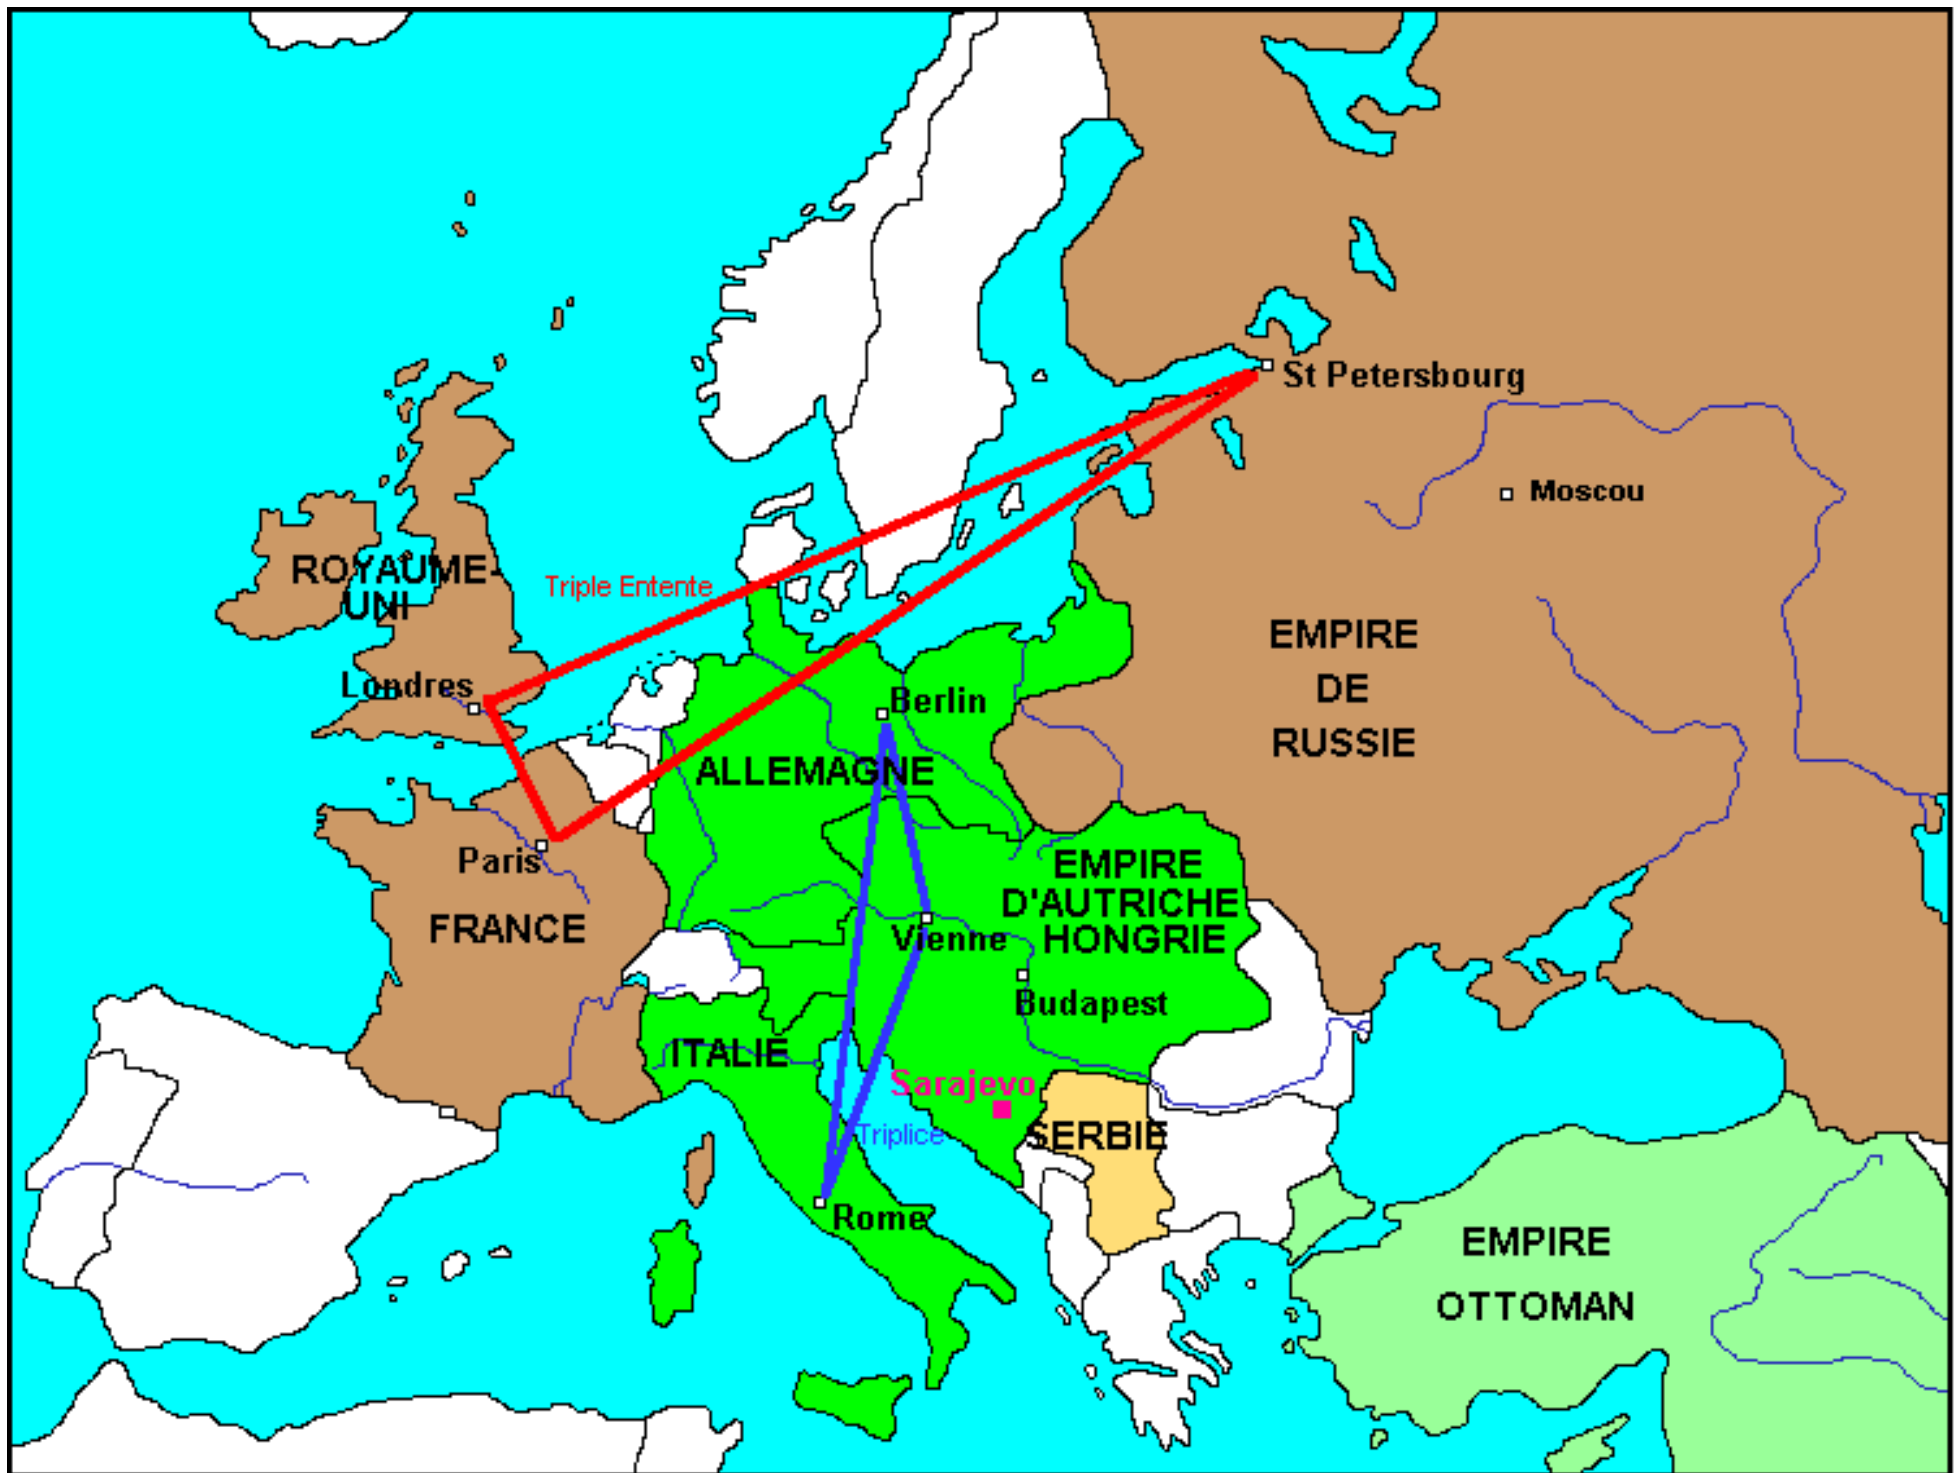 St Petersbourg
Moscou
ROYAUME-
UNI
Triple Entente
EMPIRE
DE
RUSSIE
Londres
Berlin
ALLEMAGNE
Paris
FRANCE
EMPIRE
D'AUTRICHE
HONGRIE
Vienne
Budapest
ITALIE
Sarajevo
Triplice
SERBIE
Rome
EMPIRE
OTTOMAN